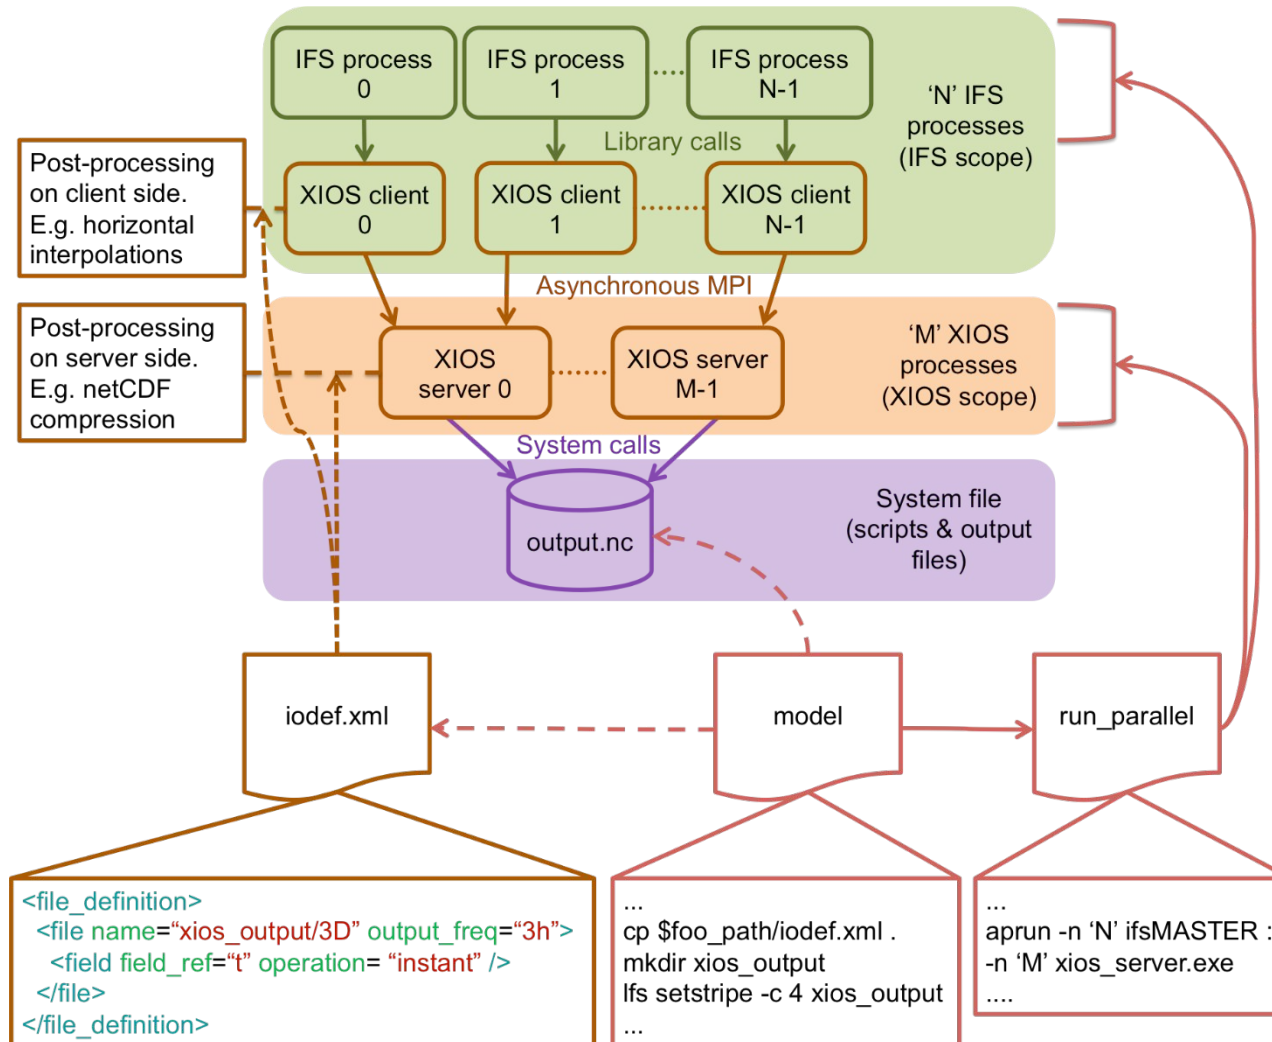 IFS process
0
IFS process
1
IFS process
N-1
‘N’ IFS
processes
(IFS scope)
Library calls
Post-processing
on client side.
E.g. horizontal
interpolations
XIOS client
0
XIOS client
1
XIOS client
N-1
Asynchronous MPI
Post-processing
on server side.
E.g. netCDF
compression
XIOS
server 0
XIOS server
M-1
‘M’ XIOS
processes
(XIOS scope)
System calls
output.nc
System file
(scripts & output
files)
iodef.xml
model
run_parallel
<file_definition>
<file name=“xios_output/3D” output_freq=“3h”>
<field field_ref=“t” operation= “instant” />
</file>
</file_definition>
...
cp $foo_path/iodef.xml .
mkdir xios_output
lfs setstripe -c 4 xios_output
...
...
aprun -n ‘N’ ifsMASTER :
-n ‘M’ xios_server.exe
....